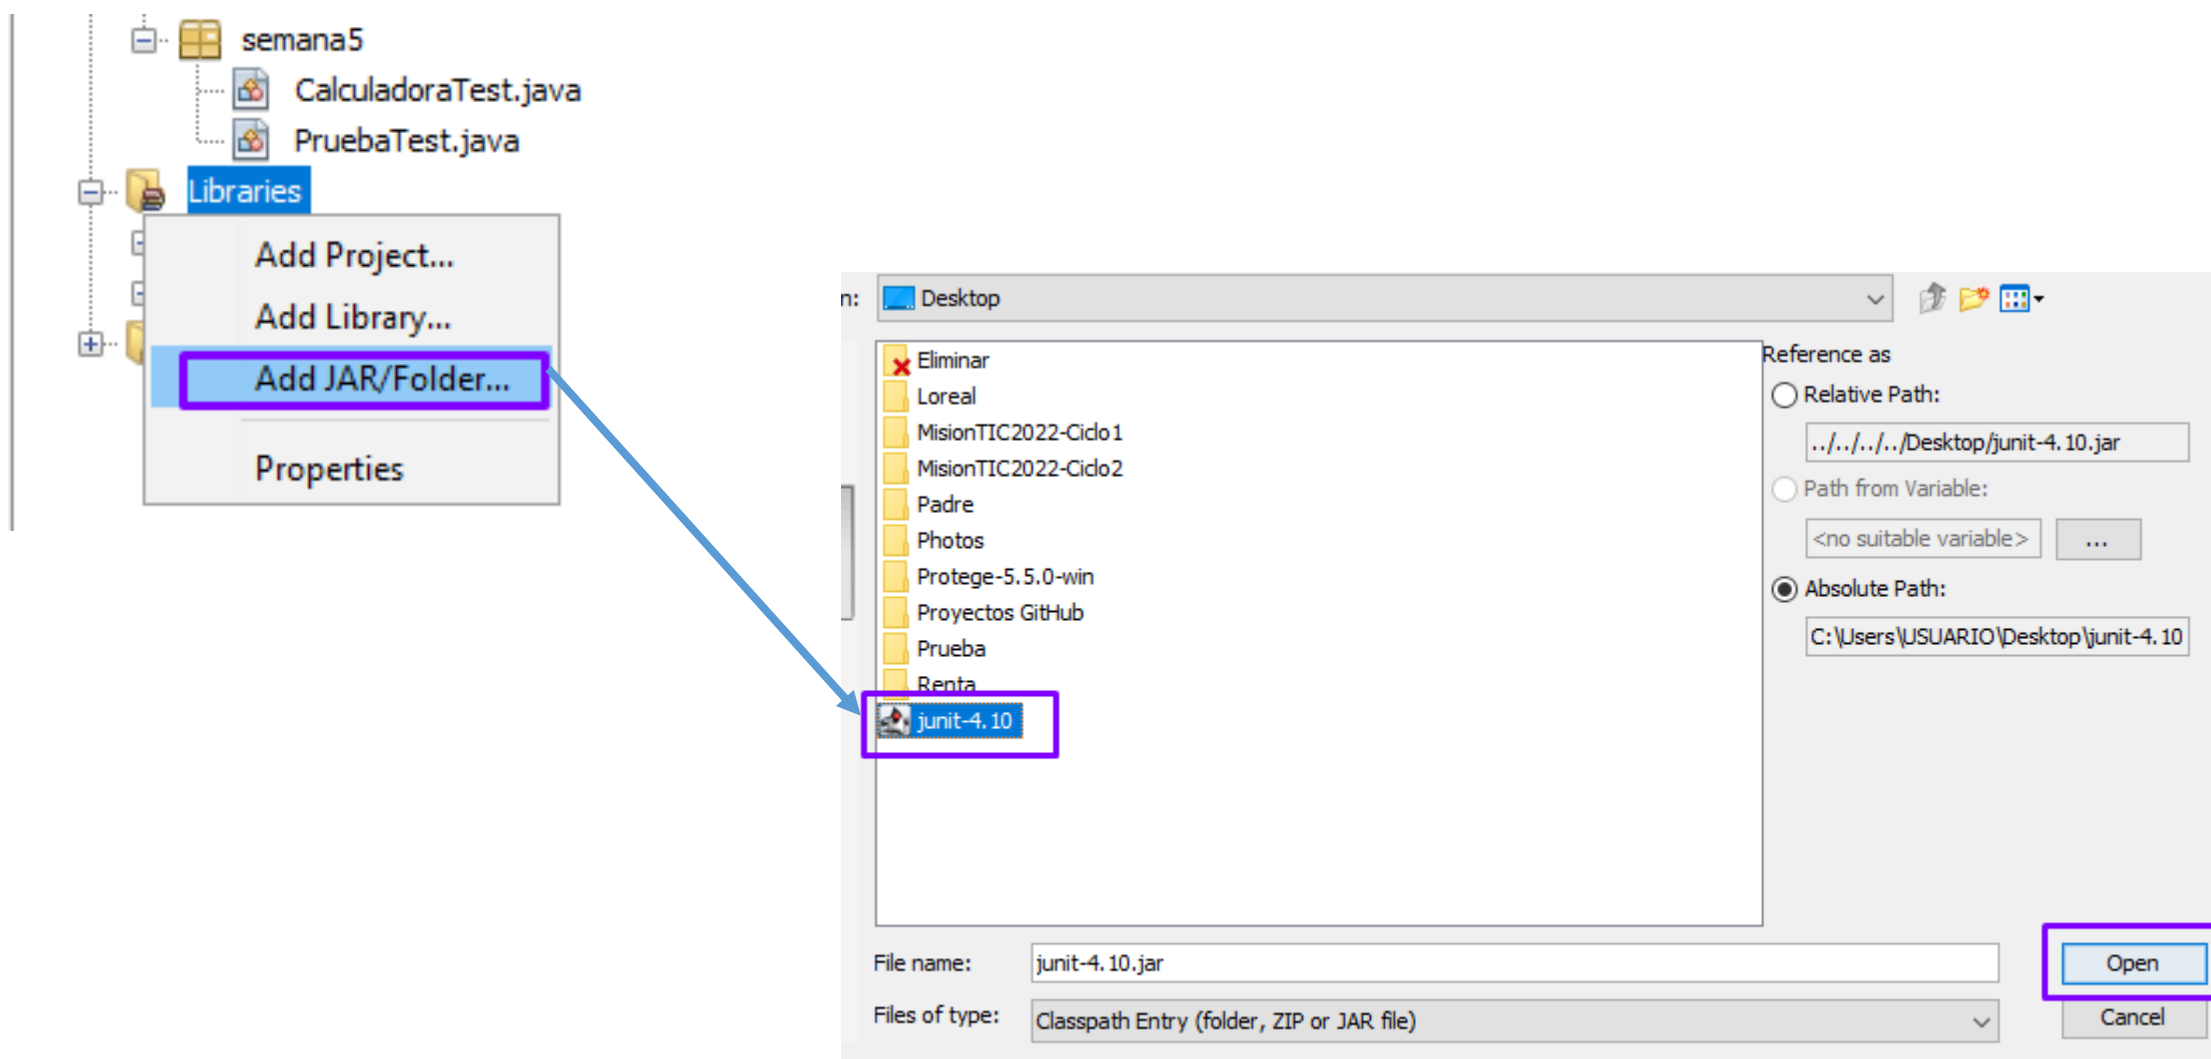 semana5
CalculadoraTest.java
PruebaTest.java
Libraries
Add Project...
Add Library...
Add JAR/Folder...
Properties
n:
Desktop
Eliminar
Loreal
MisionTIC2022-Ciclo1
MisionTIC2022-Ciclo2
Padre
Photos
Protege-5.5.0-win
Proyectos GitHub
Prueba
Renta
junit-4.10
Reference as
Relative Path:
../../../../Desktop/junit-4.10.jar
Path from Variable:
<no suitable variable>
...
Absolute Path:
C:\Users\USUARIO\Desktop\junit-4.10
File name:
junit-4.10.jar
Open
Files of type:
Classpath Entry (folder, ZIP or JAR file)
Cancel